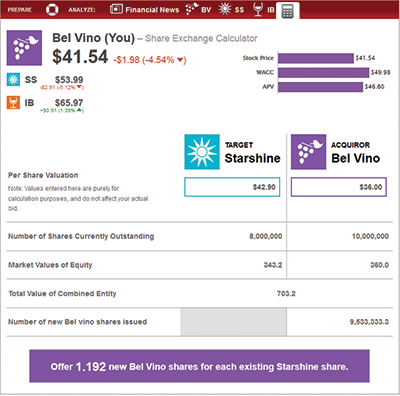 PREPARE ANALYZE: Financial News BV SS IB
Bel Vino (You) – Share Exchange Calculator
$41.54 -$1.98 (-4.54%)
SS $53.99
-$2.91 (-5.12%)
IB $65.97
+$0.91 (1.39%)
Stock Price $41.54
WACC $49.98
APV $46.60
TARGET
Starshine
ACQUIROR
Bel Vino
Per Share Valuation
Note: Values entered here are purely for
calculation purposes, and do not affect your actual
bid.
$42.90 $36.00
Number of Shares Currently Outstanding 8,000,000 10,000,000
Market Values of Equity 343.2 360.0
Total Value of Combined Entity 703.2
Number of new Bel vino shares issued 9,533,333.3
Offer 1.192 new Bel Vino shares for each existing Starshine share.